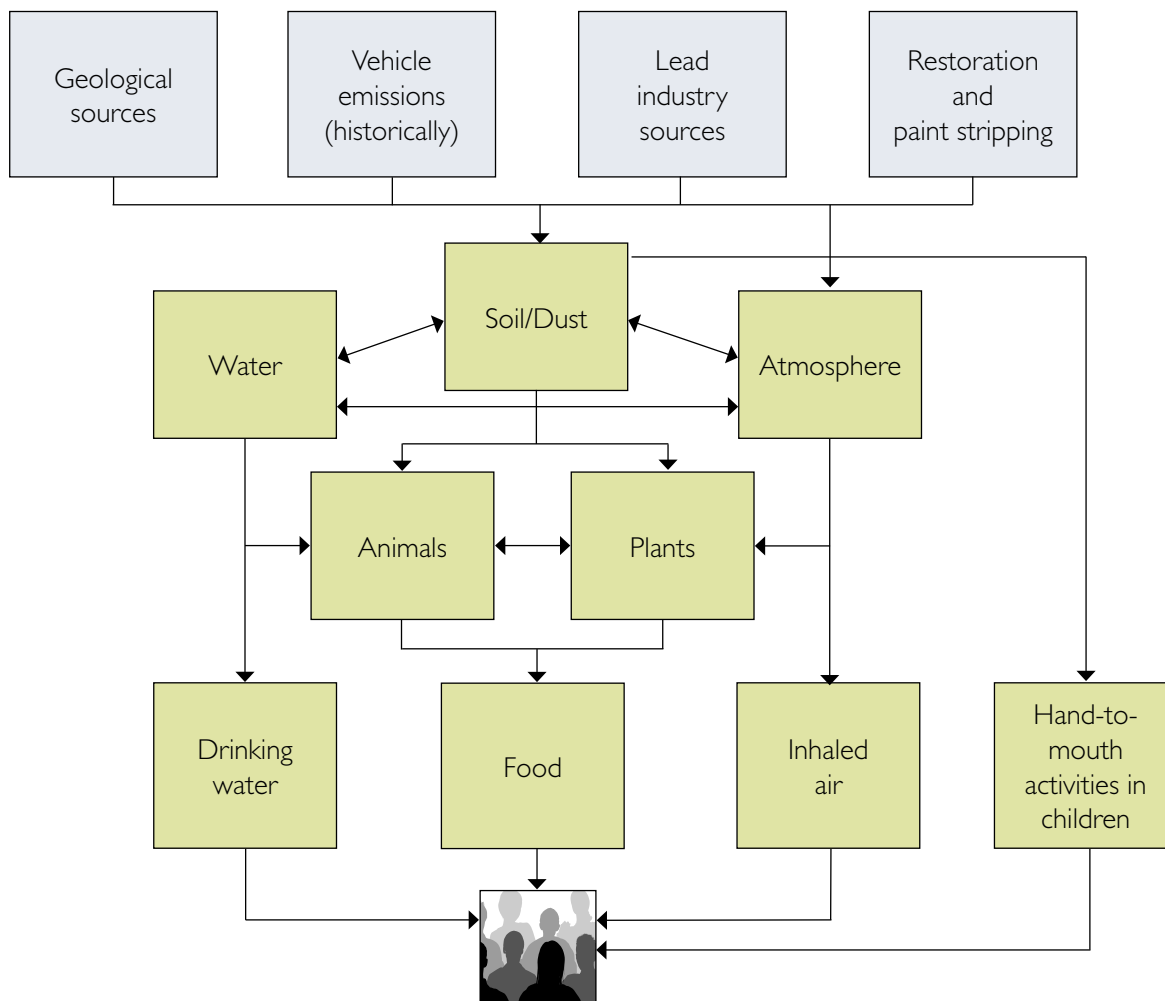 Geological
sources
Vehicle
emissions
(historically)
Lead
industry
sources
Restoration
and
paint stripping
Soil/Dust
Water
Atmosphere
Animals
Plants
Drinking
water
Food
Inhaled
air
Hand-to-
mouth
activities in
children